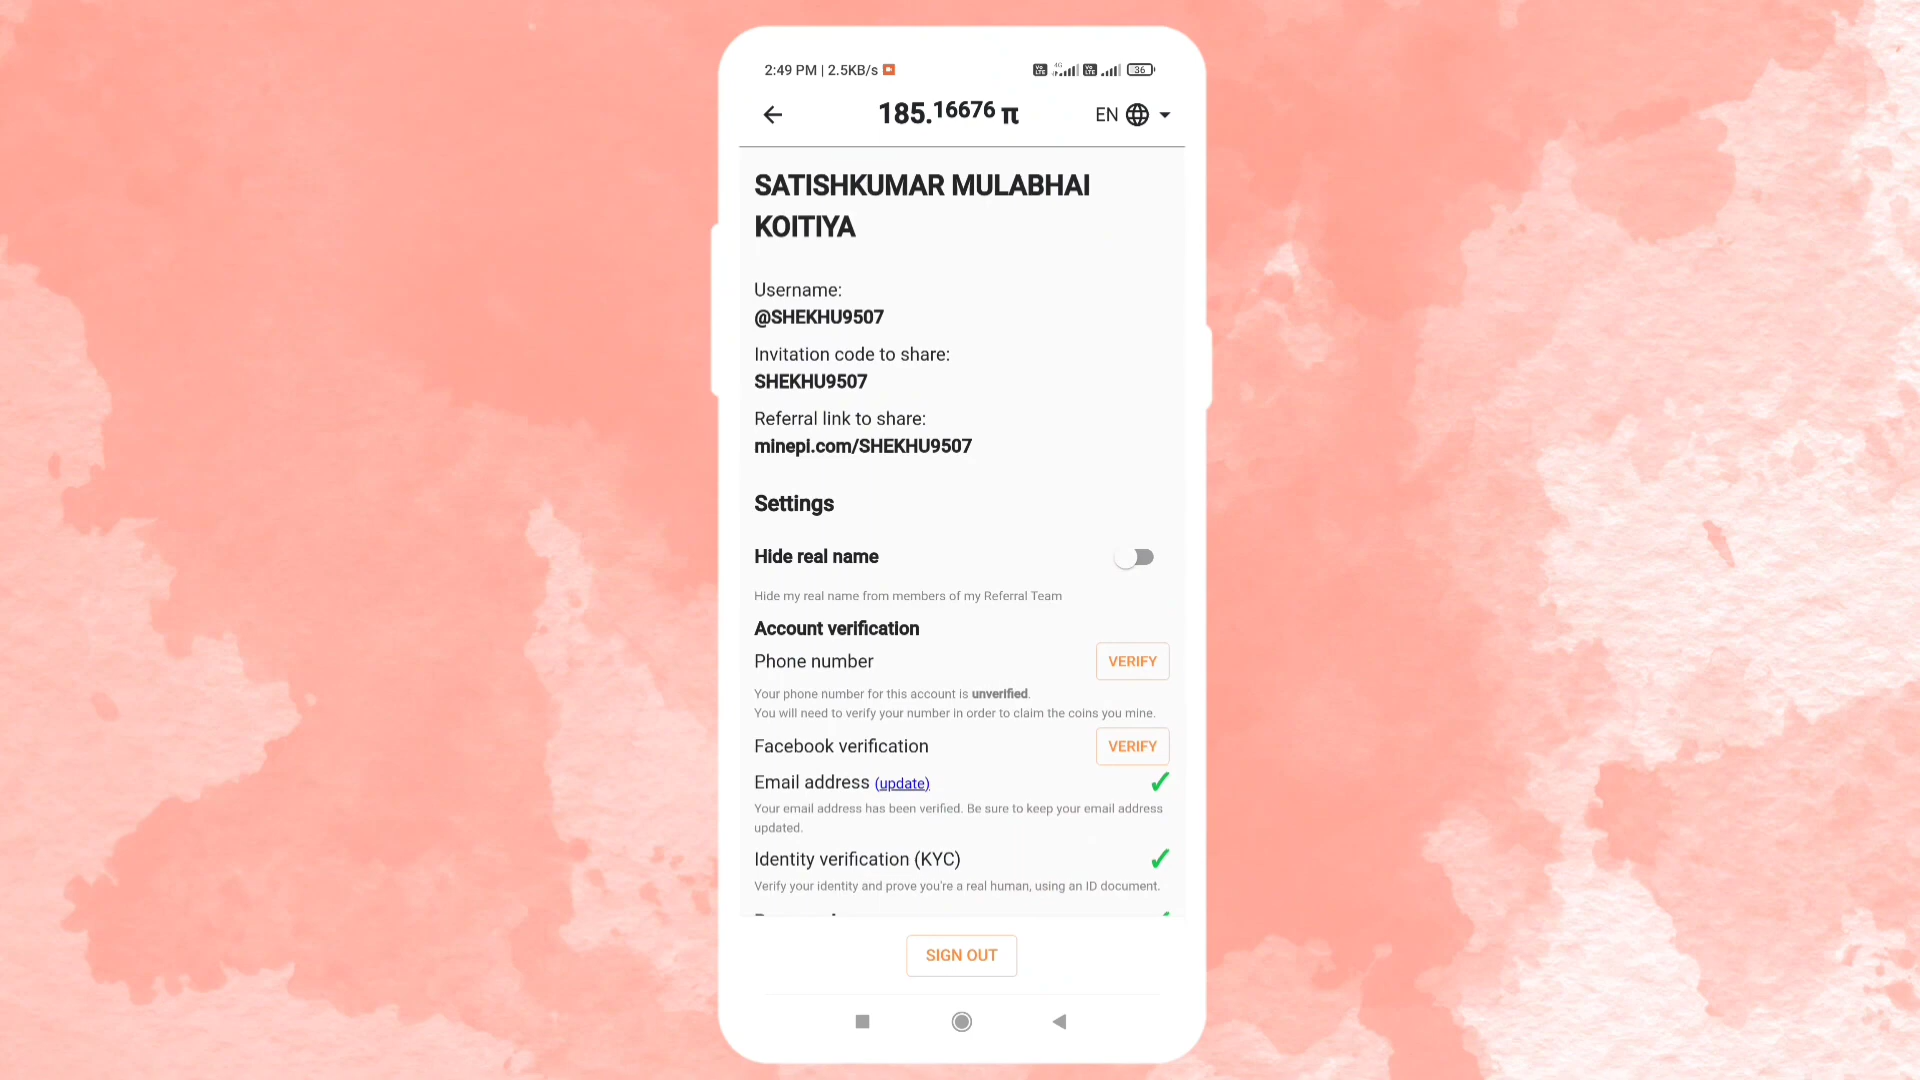 2:49 PM | 2.5KB/s 4G 36
185.16676 π EN
SATISHKUMAR MULABHAI
KOITIYA
Username:
@SHEKHU9507
Invitation code to share:
SHEKHU9507
Referral link to share:
minepi.com/SHEKHU9507
Settings
Hide real name
Hide my real name from members of my Referral Team
Account verification
Phone number VERIFY
Your phone number for this account is unverified.
You will need to verify your number in order to claim the coins you mine.
Facebook verification VERIFY
Email address (update)
Your email address has been verified. Be sure to keep your email address
updated.
Identity verification (KYC)
Verify your identity and prove you're a real human, using an ID document.
SIGN OUT